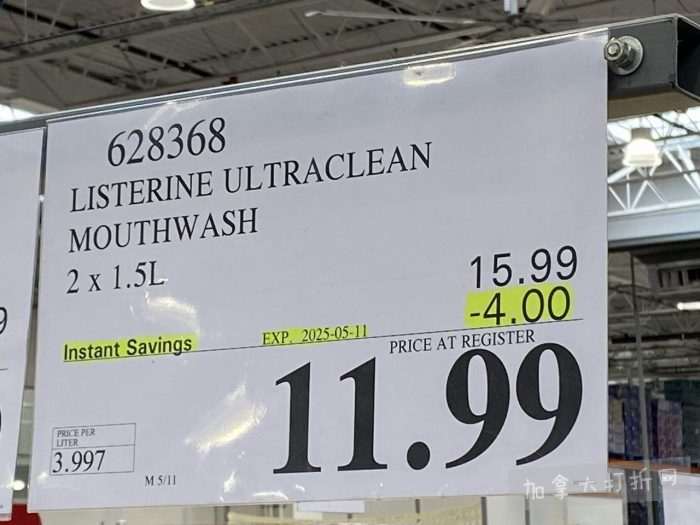 628368
LISTERINE ULTRACLEAN
MOUTHWASH
2 x 1.5L
15.99
-4.00
Instant Savings
EXP. 2025-05-11
PRICE AT REGISTER
11.99
PRICE PER
LITER
3.997
M 5/11
9
加拿大打折网